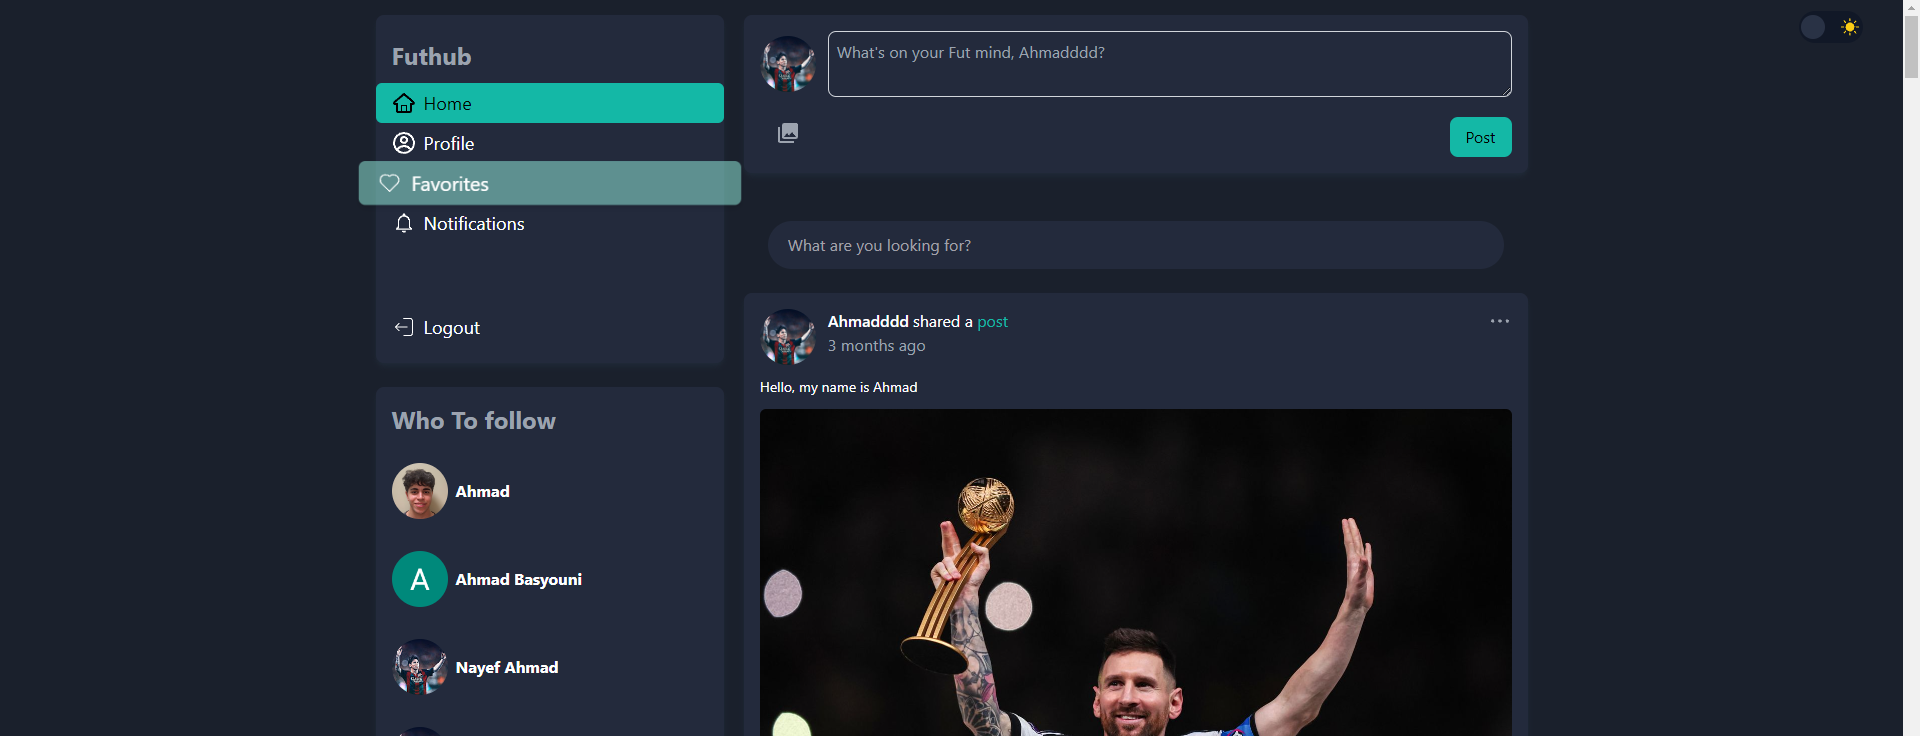 Futhub
Home
Profile
Favorites
Notifications
Logout
Who To follow
Ahmad
A
Ahmad Basyouni
Nayef Ahmad
What's on your Fut mind, Ahmadddd?
Post
What are you looking for?
Ahmadddd shared a post
3 months ago
Hello, my name is Ahmad